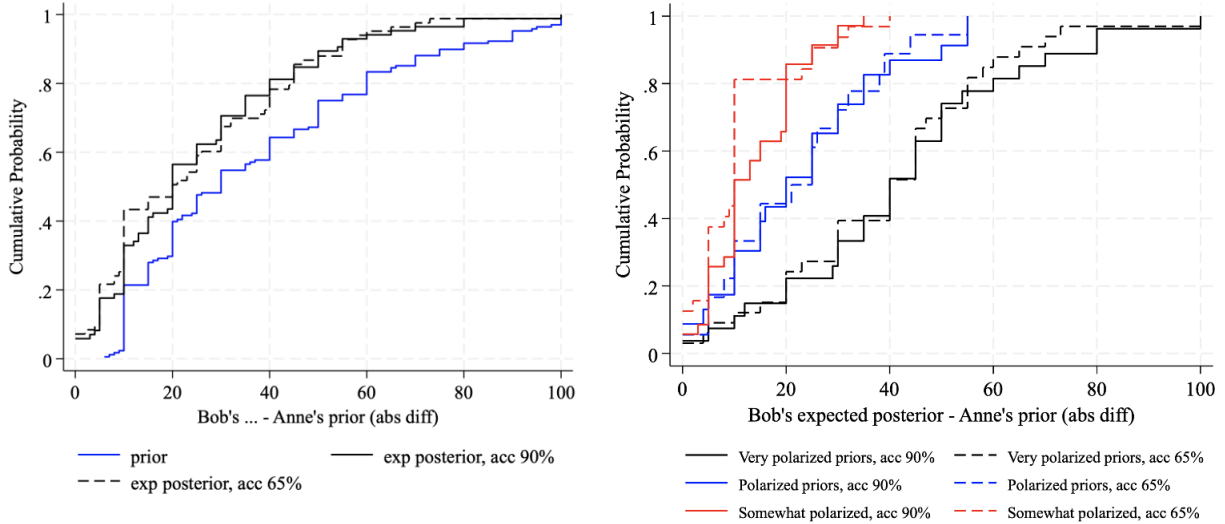 1
.8
.6
.4
.2
0
Cumulative Probability
0 20 40 60 80 100
Bob's ... - Anne's prior (abs diff)
prior
exp posterior, acc 90%
exp posterior, acc 65%
1
.8
.6
.4
.2
0
Cumulative Probability
0 20 40 60 80 100
Bob's expected posterior - Anne's prior (abs diff)
Very polarized priors, acc 90%
Very polarized priors, acc 65%
Polarized priors, acc 90%
Polarized priors, acc 65%
Somewhat polarized, acc 90%
Somewhat polarized, acc 65%